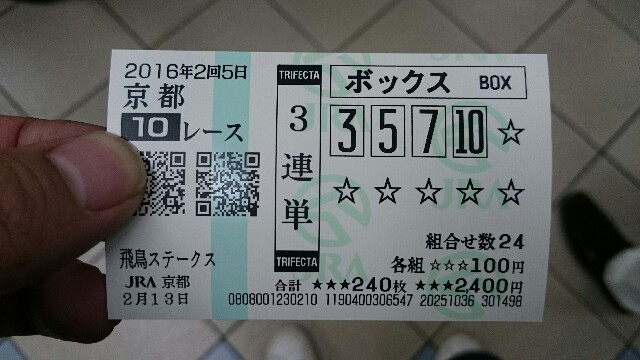 2016年2回5日
京都
10レース
飛鳥ステークス
JRA 京都
2月13日
TRIFECTA
3連単
TRIFECTA
ボックス BOX
3 5 7 10 ☆
☆ ☆ ☆ ☆ ☆
組合せ数24
各組 ☆☆☆100円
合計 ★★★240枚 ★★★2400円
0808001230210 1190400306547 20251036 301498
JRA
JRA
JRA